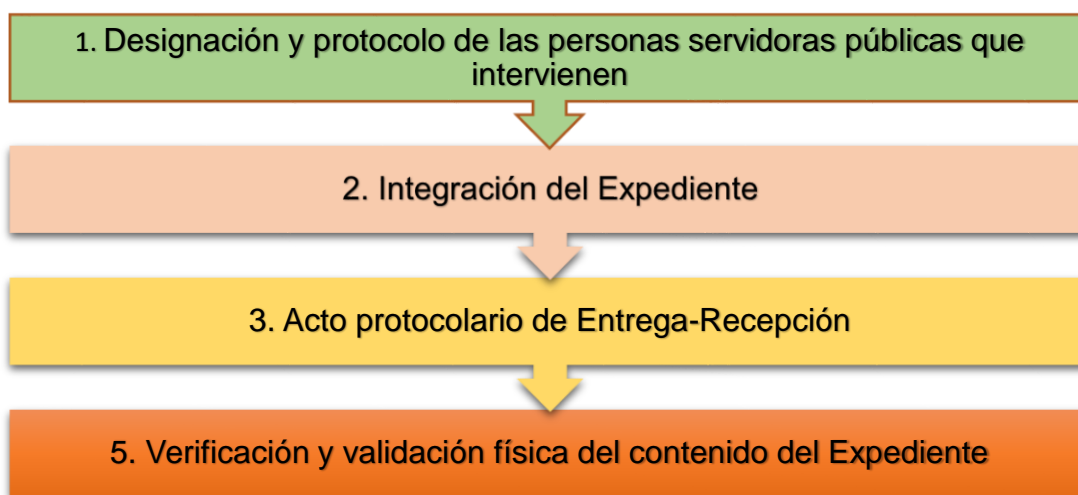 1. Designación y protocolo de las personas servidoras públicas que
intervienen
2. Integración del Expediente
3. Acto protocolario de Entrega-Recepción
5. Verificación y validación física del contenido del Expediente